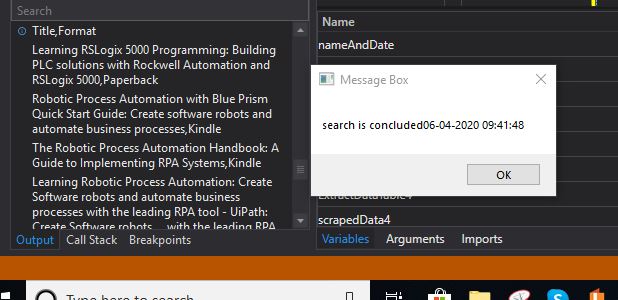 Search
Title,Format
Learning RSLogix 5000 Programming: Building
PLC solutions with Rockwell Automation and
RSLogix 5000,Paperback
Robotic Process Automation with Blue Prism
Quick Start Guide: Create software robots and
automate business processes,Kindle
The Robotic Process Automation Handbook: A
Guide to Implementing RPA Systems,Kindle
Learning Robotic Process Automation: Create
Software robots and automate business
processes with the leading RPA tool - UiPath:
Create Software robots ... with the leading RPA
Output Call Stack Breakpoints
Name
nameAndDate
Message Box
search is concluded06-04-2020 09:41:48
OK
ExtractDataTable4
scrapedData4
Variables Arguments Imports
Type here to search